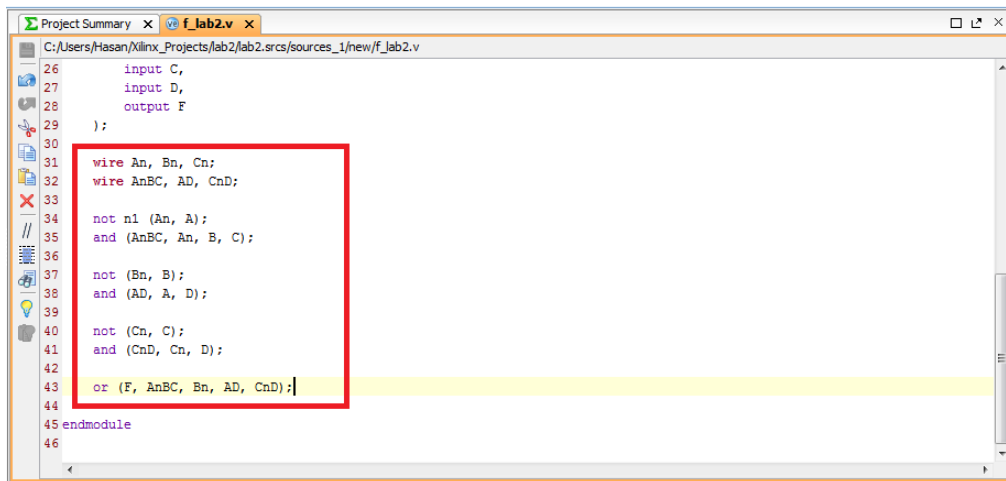 Project Summary × f_lab2.v ×
C:/Users/Hasan/Xilinx_Projects/lab2/lab2.srcs/sources_1/new/f_lab2.v
26 input C,
27 input D,
28 output F
29 );
30
31 wire An, Bn, Cn;
32 wire AnBC, AD, CnD;
33
34 not n1 (An, A);
35 and (AnBC, An, B, C);
36
37 not (Bn, B);
38 and (AD, A, D);
39
40 not (Cn, C);
41 and (CnD, Cn, D);
42
43 or (F, AnBC, Bn, AD, CnD);
44
45 endmodule
46